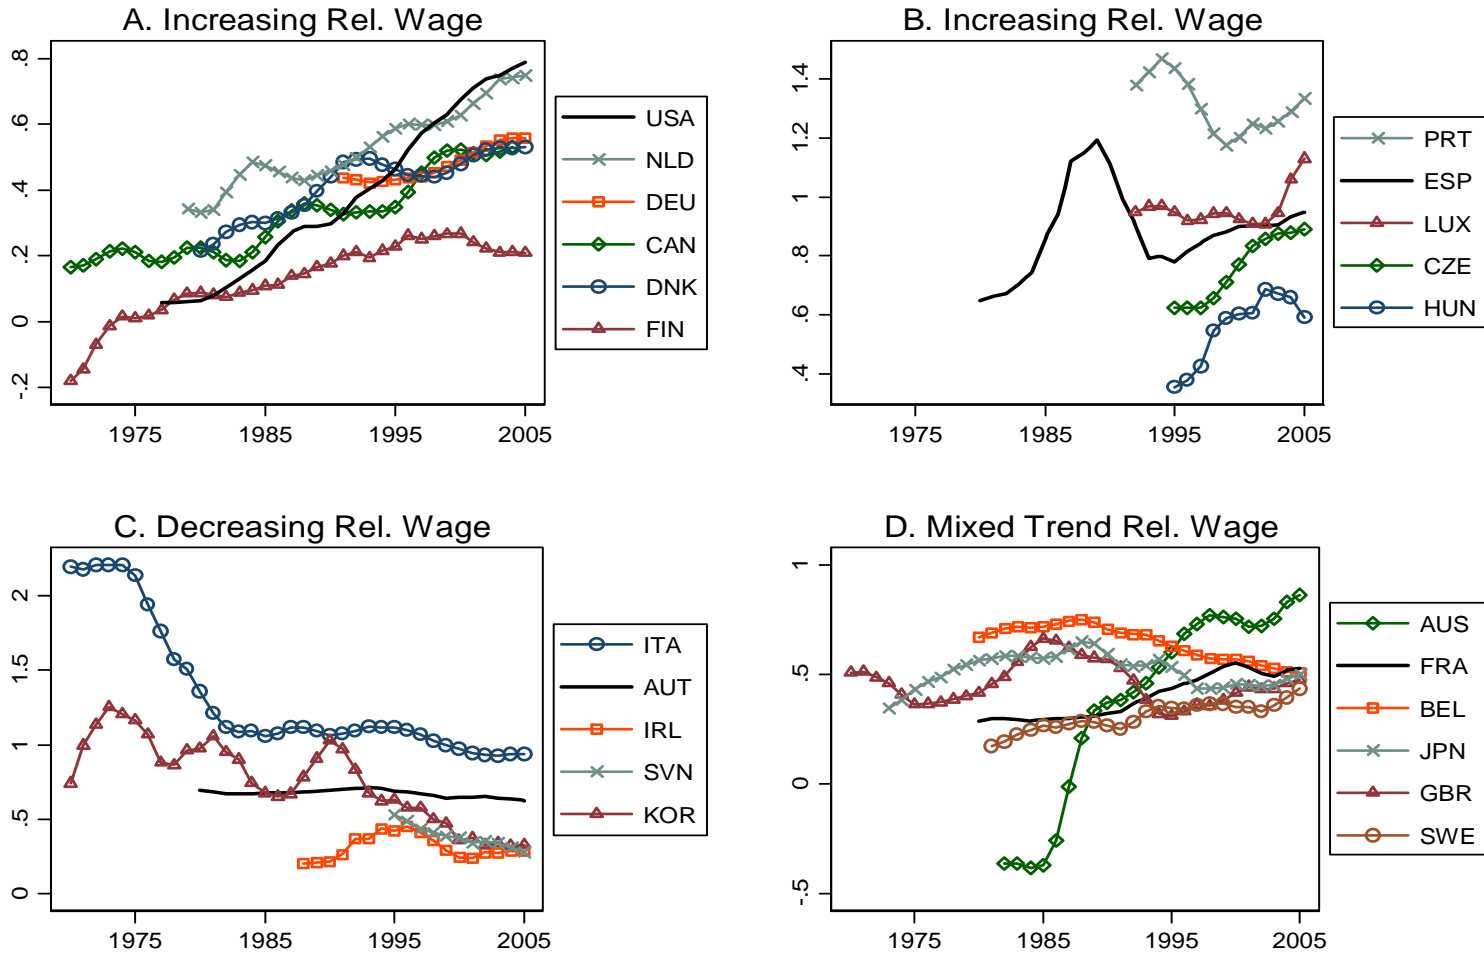 A. Increasing Rel. Wage
.8
.6
.4
.2
0
-.2
1975 1985 1995 2005
USA
NLD
DEU
CAN
DNK
FIN
B. Increasing Rel. Wage
1.4
1.2
1
.8
.6
.4
1975 1985 1995 2005
PRT
ESP
LUX
CZE
HUN
C. Decreasing Rel. Wage
2
1.5
1
.5
0
1975 1985 1995 2005
ITA
AUT
IRL
SVN
KOR
D. Mixed Trend Rel. Wage
1
.5
0
-.5
1975 1985 1995 2005
AUS
FRA
BEL
JPN
GBR
SWE